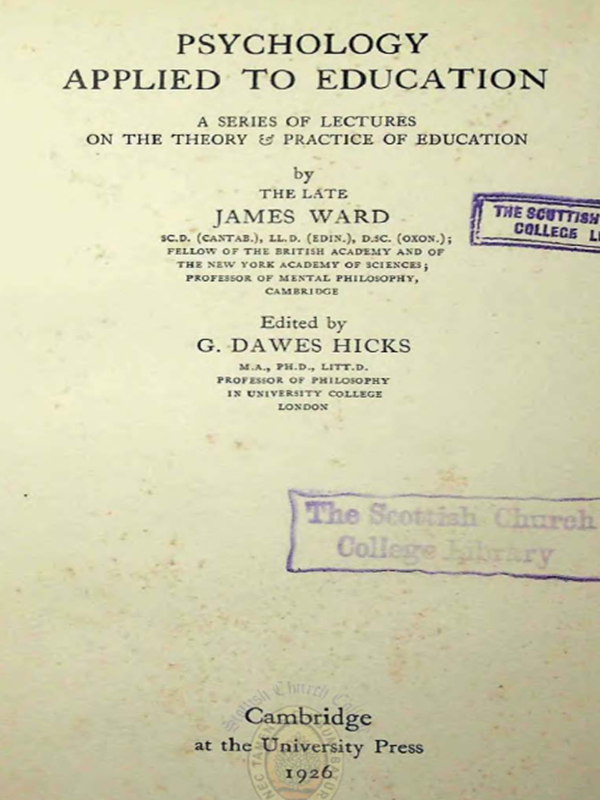 PSYCHOLOGY
APPLIED TO EDUCATION
A SERIES OF LECTURES
ON THE THEORY & PRACTICE OF EDUCATION
by
THE LATE
JAMES WARD
SC.D. (CANTAB.), LL.D. (EDIN.), D.SC. (OXON.);
FELLOW OF THE BRITISH ACADEMY AND OF
THE NEW YORK ACADEMY OF SCIENCES;
PROFESSOR OF MENTAL PHILOSOPHY,
CAMBRIDGE
THE SCOTTISH
COLLEGE
Edited by
G. DAWES HICKS
M.A., PH.D., LITT.D.
PROFESSOR OF PHILOSOPHY
IN UNIVERSITY COLLEGE
LONDON
The Scottish Church
College Library
Cambridge
at the University Press
1926